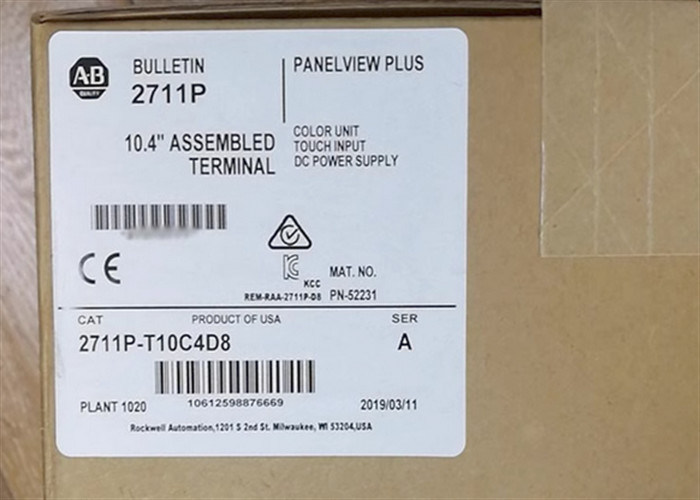 A-B
QUALITY
BULLETIN
2711P
PANELVIEW PLUS
10.4" ASSEMBLED
TERMINAL
COLOR UNIT
TOUCH INPUT
DC POWER SUPPLY
CE
KCC
MAT. NO.
REM-RAA-2711P-D8 PN-52231
CAT PRODUCT OF USA SER
2711P-T10C4D8 A
PLANT 1020 10612598876669 2019/03/11
Rockwell Automation,1201 S 2nd St. Milwaukee, WI 53204,USA